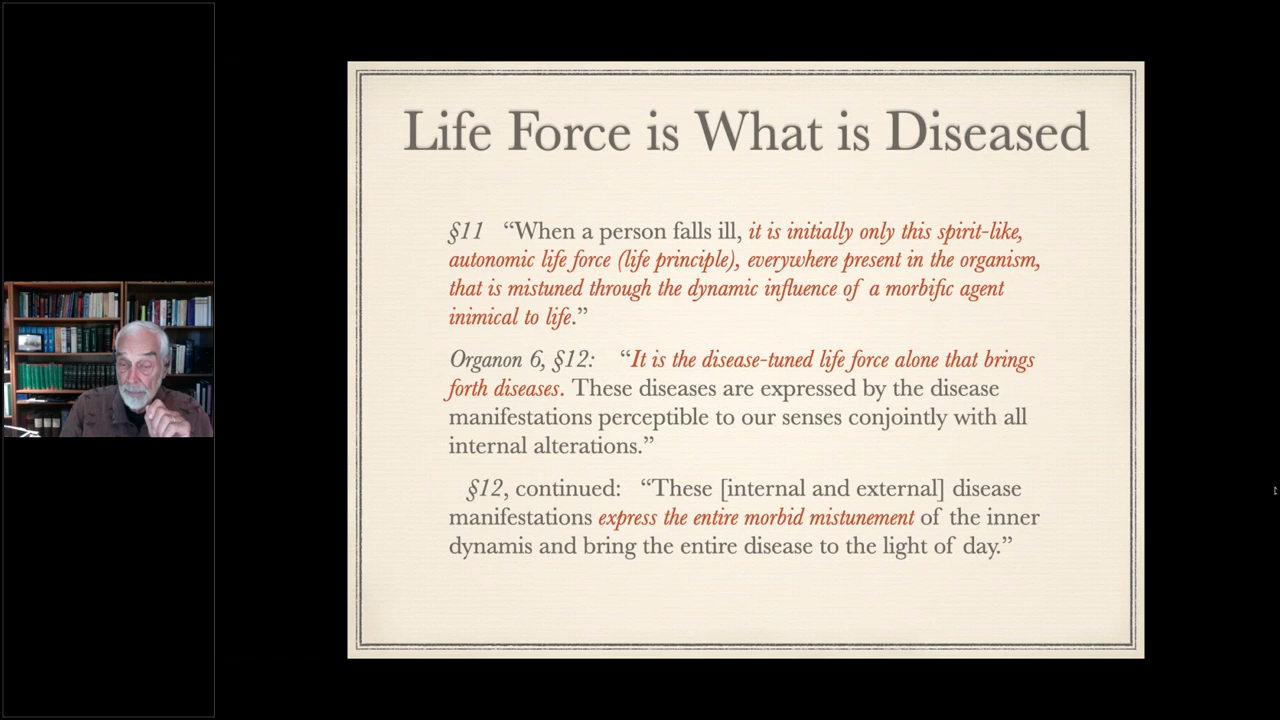 Life Force is What is Diseased
§11 “When a person falls ill, it is initially only this spirit-like,
autonomic life force (life principle), everywhere present in the organism,
that is mistuned through the dynamic influence of a morbific agent
inimical to life.”
Organon 6, §12: “It is the disease-tuned life force alone that brings
forth diseases. These diseases are expressed by the disease
manifestations perceptible to our senses conjointly with all
internal alterations.”
§12, continued: “These [internal and external] disease
manifestations express the entire morbid mistunement of the inner
dynamis and bring the entire disease to the light of day.”